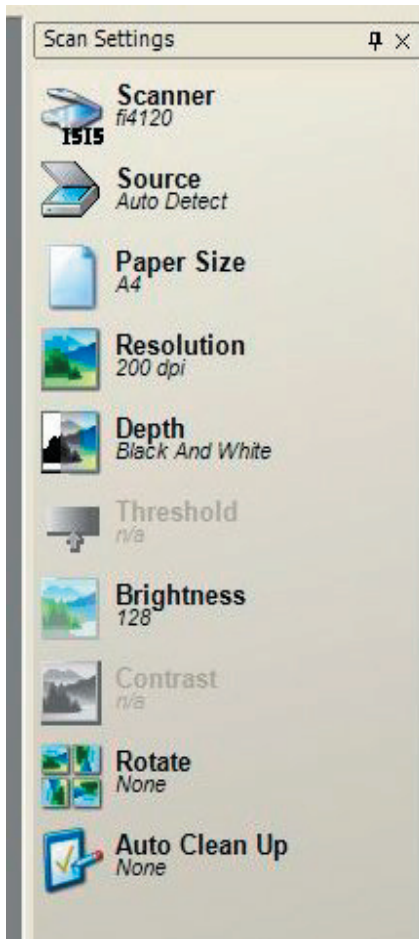 Scan Settings
Scanner
fi4120
ISIS
Source
Auto Detect
Paper Size
A4
Resolution
200 dpi
Depth
Black And White
Threshold
n/a
Brightness
128
Contrast
n/a
Rotate
None
Auto Clean Up
None